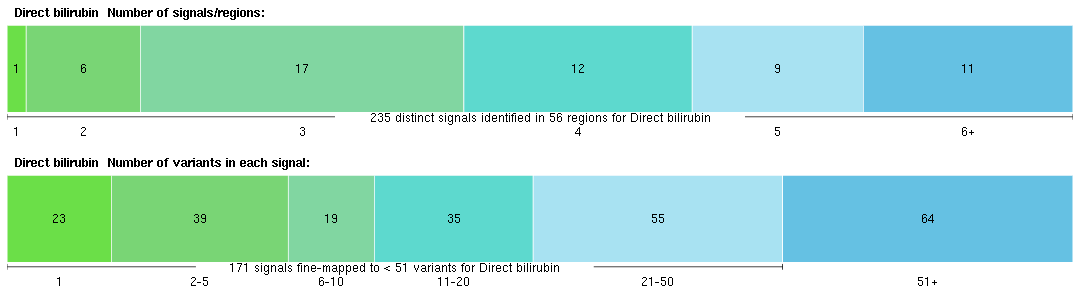 Direct bilirubin Number of signals/regions:
1 6 17 12 9 11
235 distinct signals identified in 56 regions for Direct bilirubin
1 2 3 4 5 6+
Direct bilirubin Number of variants in each signal:
23 39 19 35 55 64
171 signals fine-mapped to < 51 variants for Direct bilirubin
1 2-5 6-10 11-20 21-50 51+